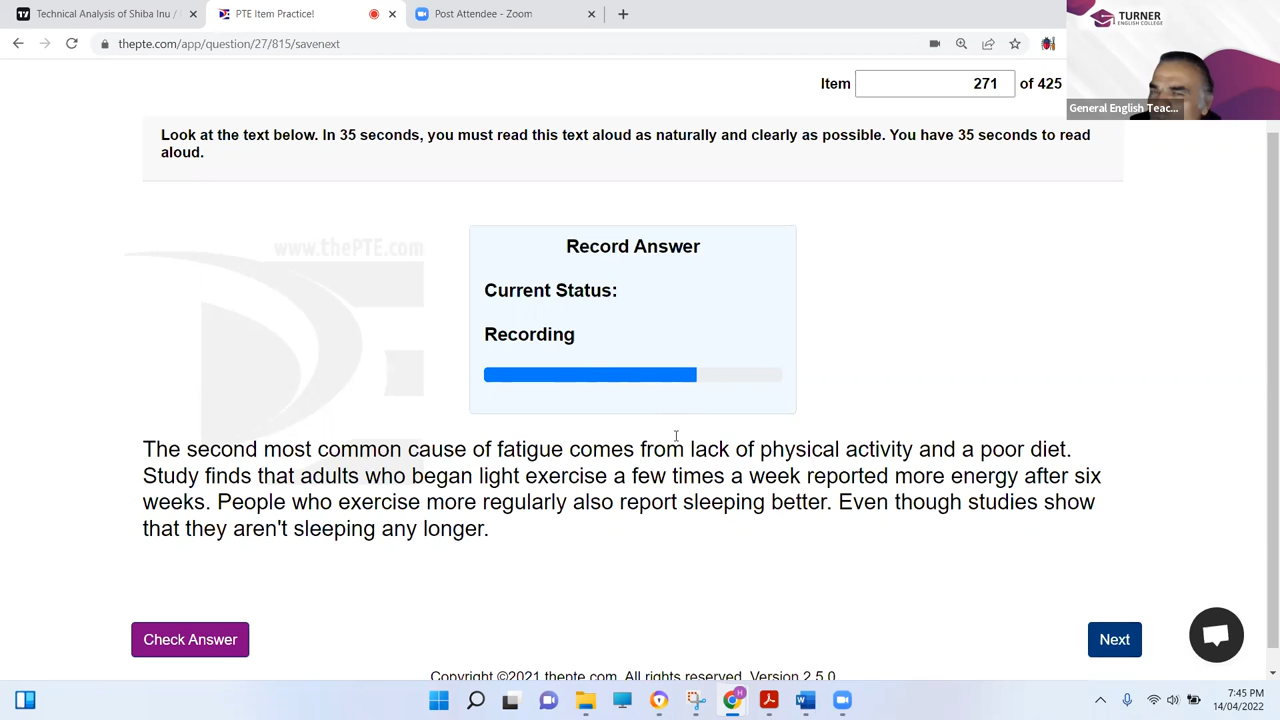 Technical Analysis of Shiba Inu /
PTE Item Practice!
Post Attendee - Zoom
thepte.com/app/question/27/815/savenext
TURNER
ENGLISH COLLEGE
General English Teac...
Item 271 of 425
Look at the text below. In 35 seconds, you must read this text aloud as naturally and clearly as possible. You have 35 seconds to read
aloud.
www.thePTE.com
Record Answer
Current Status:
Recording
The second most common cause of fatigue comes from lack of physical activity and a poor diet.
Study finds that adults who began light exercise a few times a week reported more energy after six
weeks. People who exercise more regularly also report sleeping better. Even though studies show
that they aren't sleeping any longer.
Check Answer
Next
Copyright ©2021 thepte.com. All rights reserved. Version 2.5.0
7:45 PM
14/04/2022